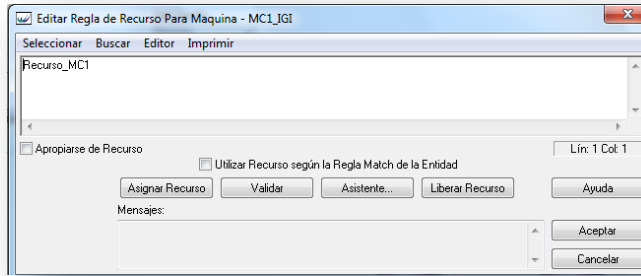 Editar Regla de Recurso Para Maquina - MC1_IGI
Seleccionar Buscar Editor Imprimir
Recurso_MC1
Apropiarse de Recurso
Lín: 1 Col: 1
Utilizar Recurso según la Regla Match de la Entidad
Asignar Recurso Validar Asistente... Liberar Recurso Ayuda
Mensajes:
Aceptar
Cancelar